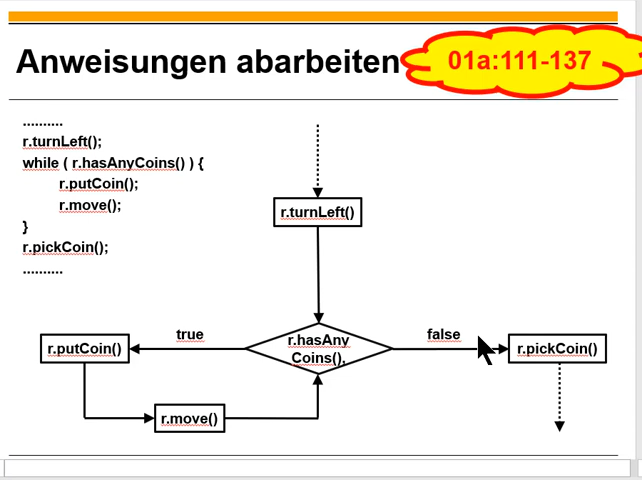 Anweisungen abarbeiten
01a:111-137
..........
r.turnLeft();
while ( r.hasAnyCoins() ) {
r.putCoin();
r.move();
}
r.pickCoin();
..........
r.turnLeft()
true
false
r.putCoin()
r.hasAny
Coins(),
r.pickCoin()
r.move()